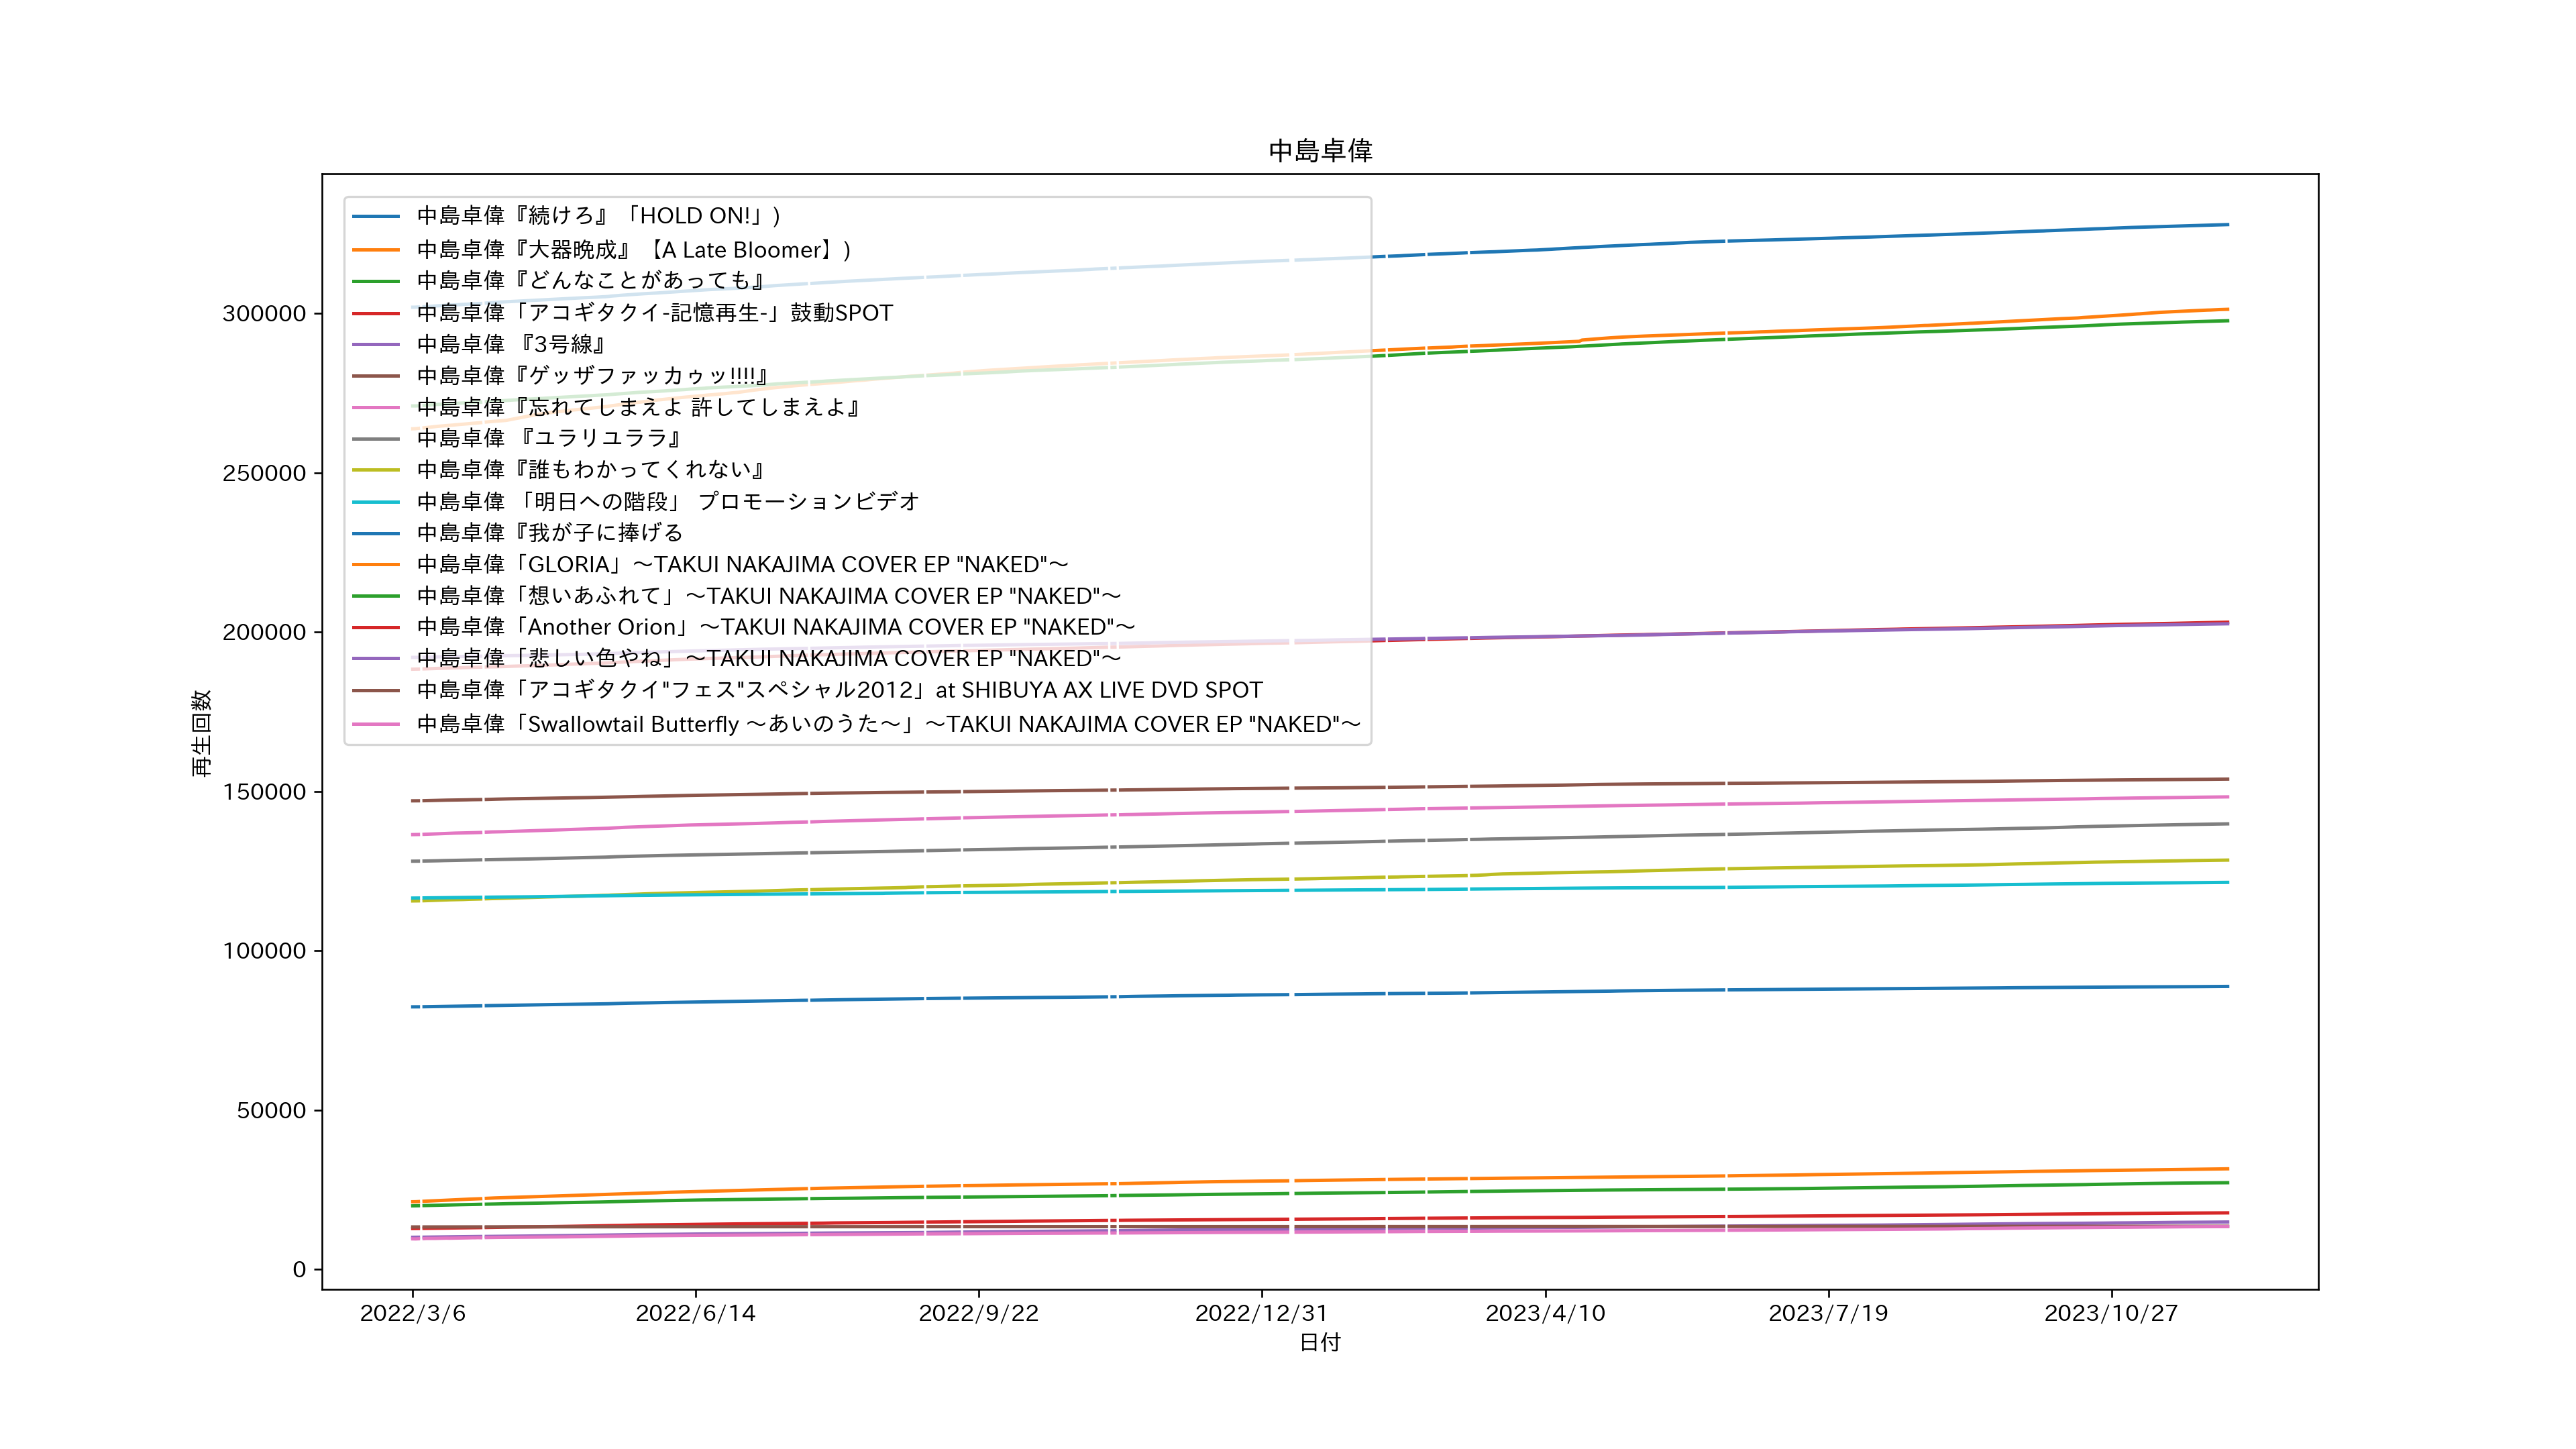 中島卓偉
中島卓偉『続けろ』「HOLD ON!」)
中島卓偉『大器晩成』【A Late Bloomer】)
中島卓偉『どんなことがあっても』
中島卓偉「アコギタクイ-記憶再生-」鼓動SPOT
中島卓偉 『3号線』
中島卓偉『ゲッザファッカゥッ!!!!』
中島卓偉『忘れてしまえよ 許してしまえよ』
中島卓偉 『ユラリユララ』
中島卓偉『誰もわかってくれない』
中島卓偉 「明日への階段」 プロモーションビデオ
中島卓偉『我が子に捧げる
中島卓偉「GLORIA」～TAKUI NAKAJIMA COVER EP "NAKED"～
中島卓偉「想いあふれて」～TAKUI NAKAJIMA COVER EP "NAKED"～
中島卓偉「Another Orion」～TAKUI NAKAJIMA COVER EP "NAKED"～
中島卓偉「悲しい色やね」～TAKUI NAKAJIMA COVER EP "NAKED"～
中島卓偉「アコギタクイ"フェス"スペシャル2012」at SHIBUYA AX LIVE DVD SPOT
中島卓偉「Swallowtail Butterfly ～あいのうた～」～TAKUI NAKAJIMA COVER EP "NAKED"～
再生回数
300000
250000
200000
150000
100000
50000
0
2022/3/6
2022/6/14
2022/9/22
2022/12/31
2023/4/10
2023/7/19
2023/10/27
日付